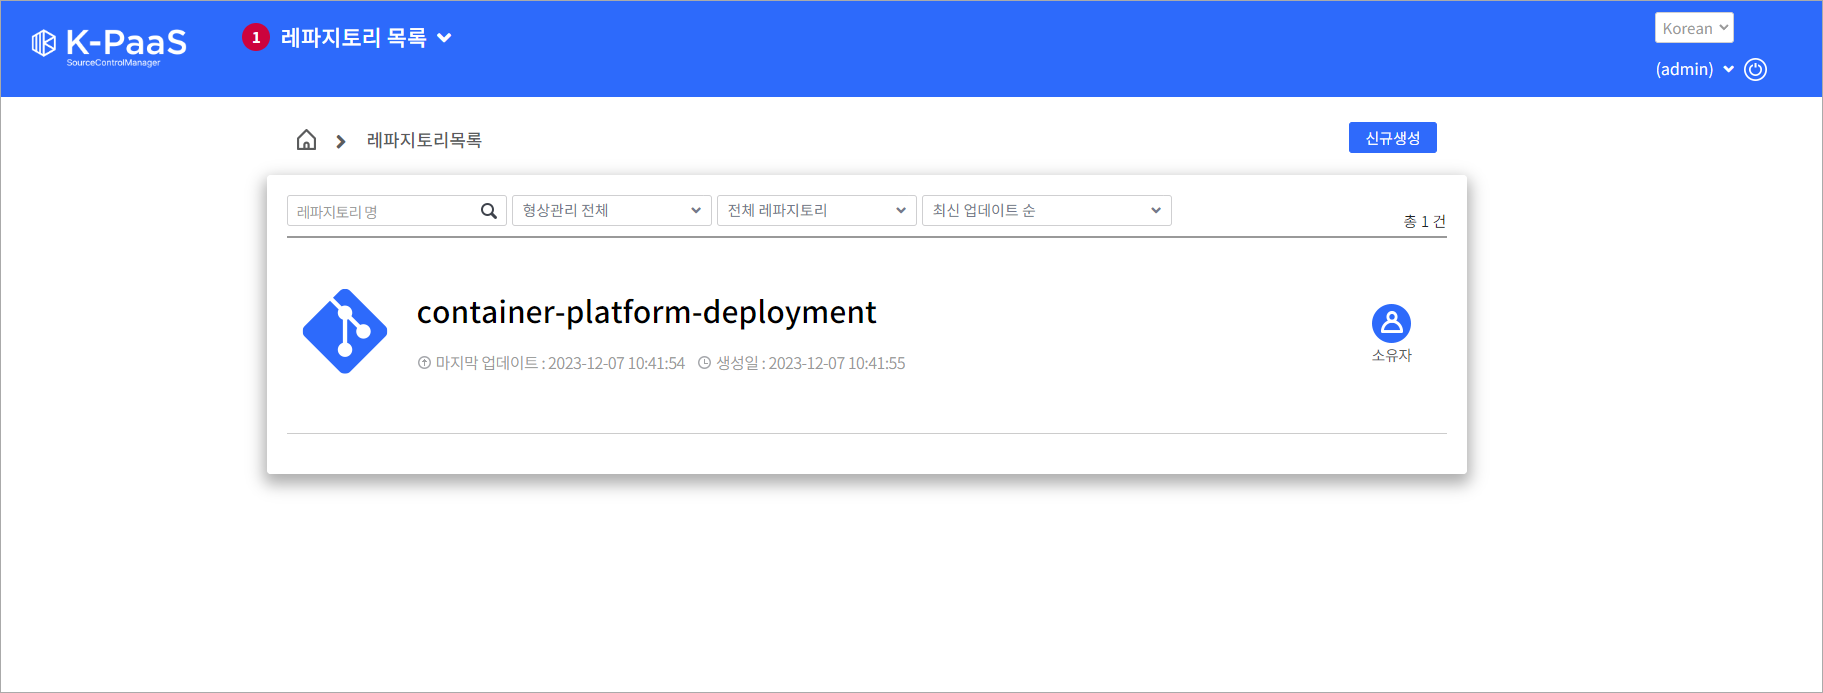 K-PaaS
SourceControlManager
1 레파지토리 목록
Korean
(admin)
레파지토리목록
신규생성
레파지토리 명
형상관리 전체
전체 레파지토리
최신 업데이트 순
총 1 건
container-platform-deployment
마지막 업데이트 : 2023-12-07 10:41:54 생성일 : 2023-12-07 10:41:55
소유자